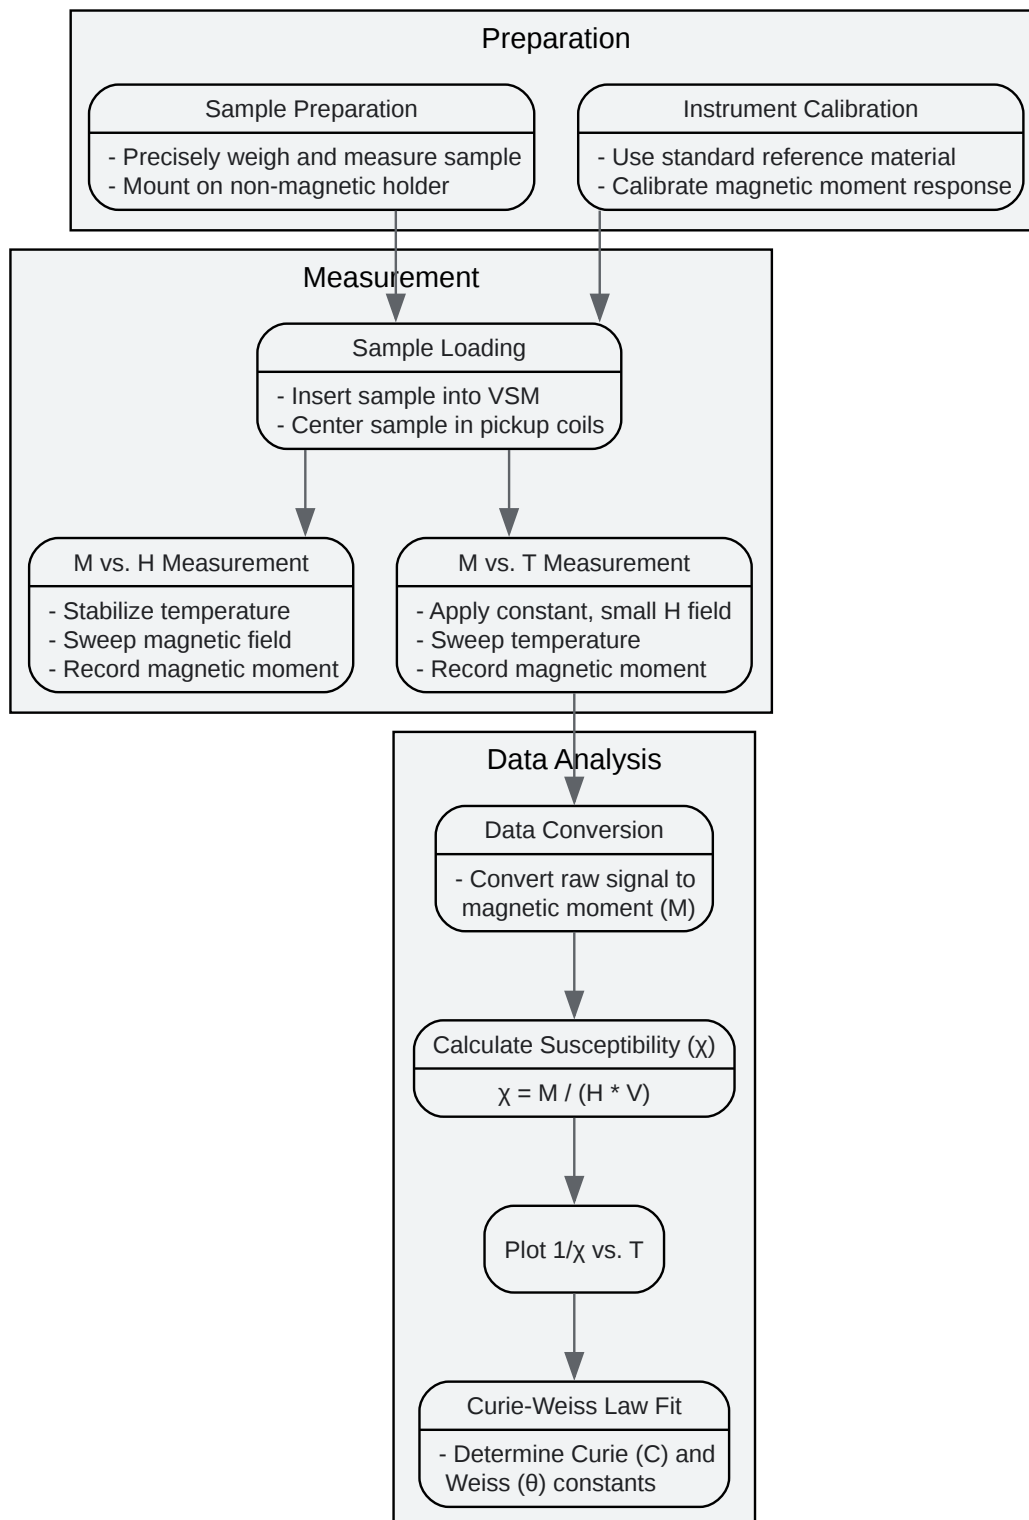 Preparation
Sample Preparation
- Precisely weigh and measure sample
- Mount on non-magnetic holder
Instrument Calibration
- Use standard reference material
- Calibrate magnetic moment response
Measurement
Sample Loading
- Insert sample into VSM
- Center sample in pickup coils
M vs. H Measurement
- Stabilize temperature
- Sweep magnetic field
- Record magnetic moment
M vs. T Measurement
- Apply constant, small H field
- Sweep temperature
- Record magnetic moment
Data Analysis
Data Conversion
- Convert raw signal to
magnetic moment (M)
Calculate Susceptibility (χ)
χ = M / (H * V)
Plot 1/χ vs. T
Curie-Weiss Law Fit
- Determine Curie (C) and
Weiss (θ) constants